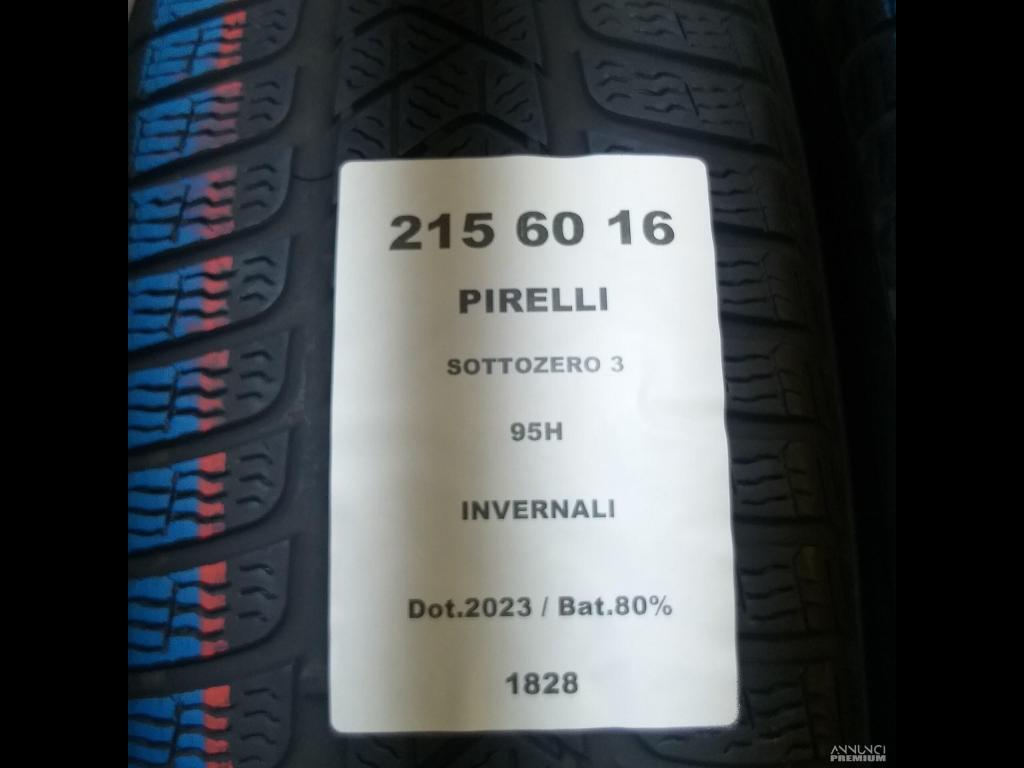 215 60 16
PIRELLI
SOTTOZERO 3
95H
INVERNALI
Dot.2023 / Bat.80%
1828
ANNUNCI
PREMIUM